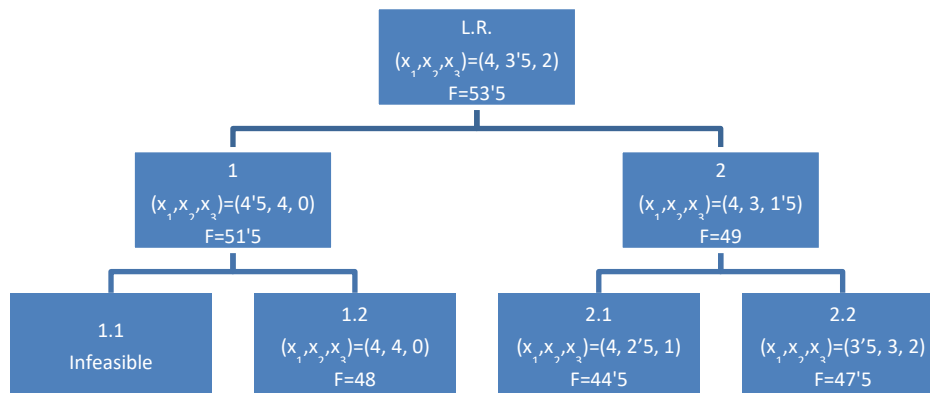 L.R.
(x₁,x₂,x₃)=(4, 3'5, 2)
F=53'5
1
(x₁,x₂,x₃)=(4'5, 4, 0)
F=51'5
2
(x₁,x₂,x₃)=(4, 3, 1'5)
F=49
1.1
Infeasible
1.2
(x₁,x₂,x₃)=(4, 4, 0)
F=48
2.1
(x₁,x₂,x₃)=(4, 2’5, 1)
F=44'5
2.2
(x₁,x₂,x₃)=(3’5, 3, 2)
F=47'5